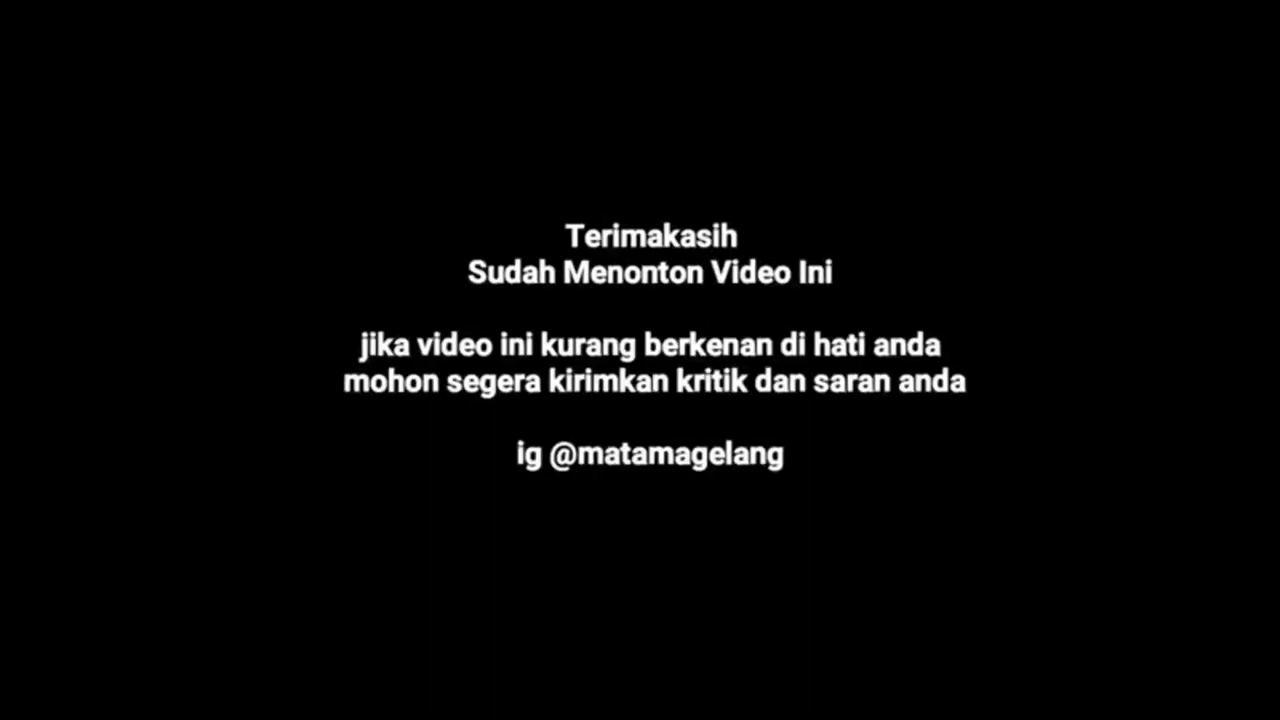 Terimakasih
Sudah Menonton Video Ini
jika video ini kurang berkenan di hati anda
mohon segera kirimkan kritik dan saran anda
ig @matamagelang